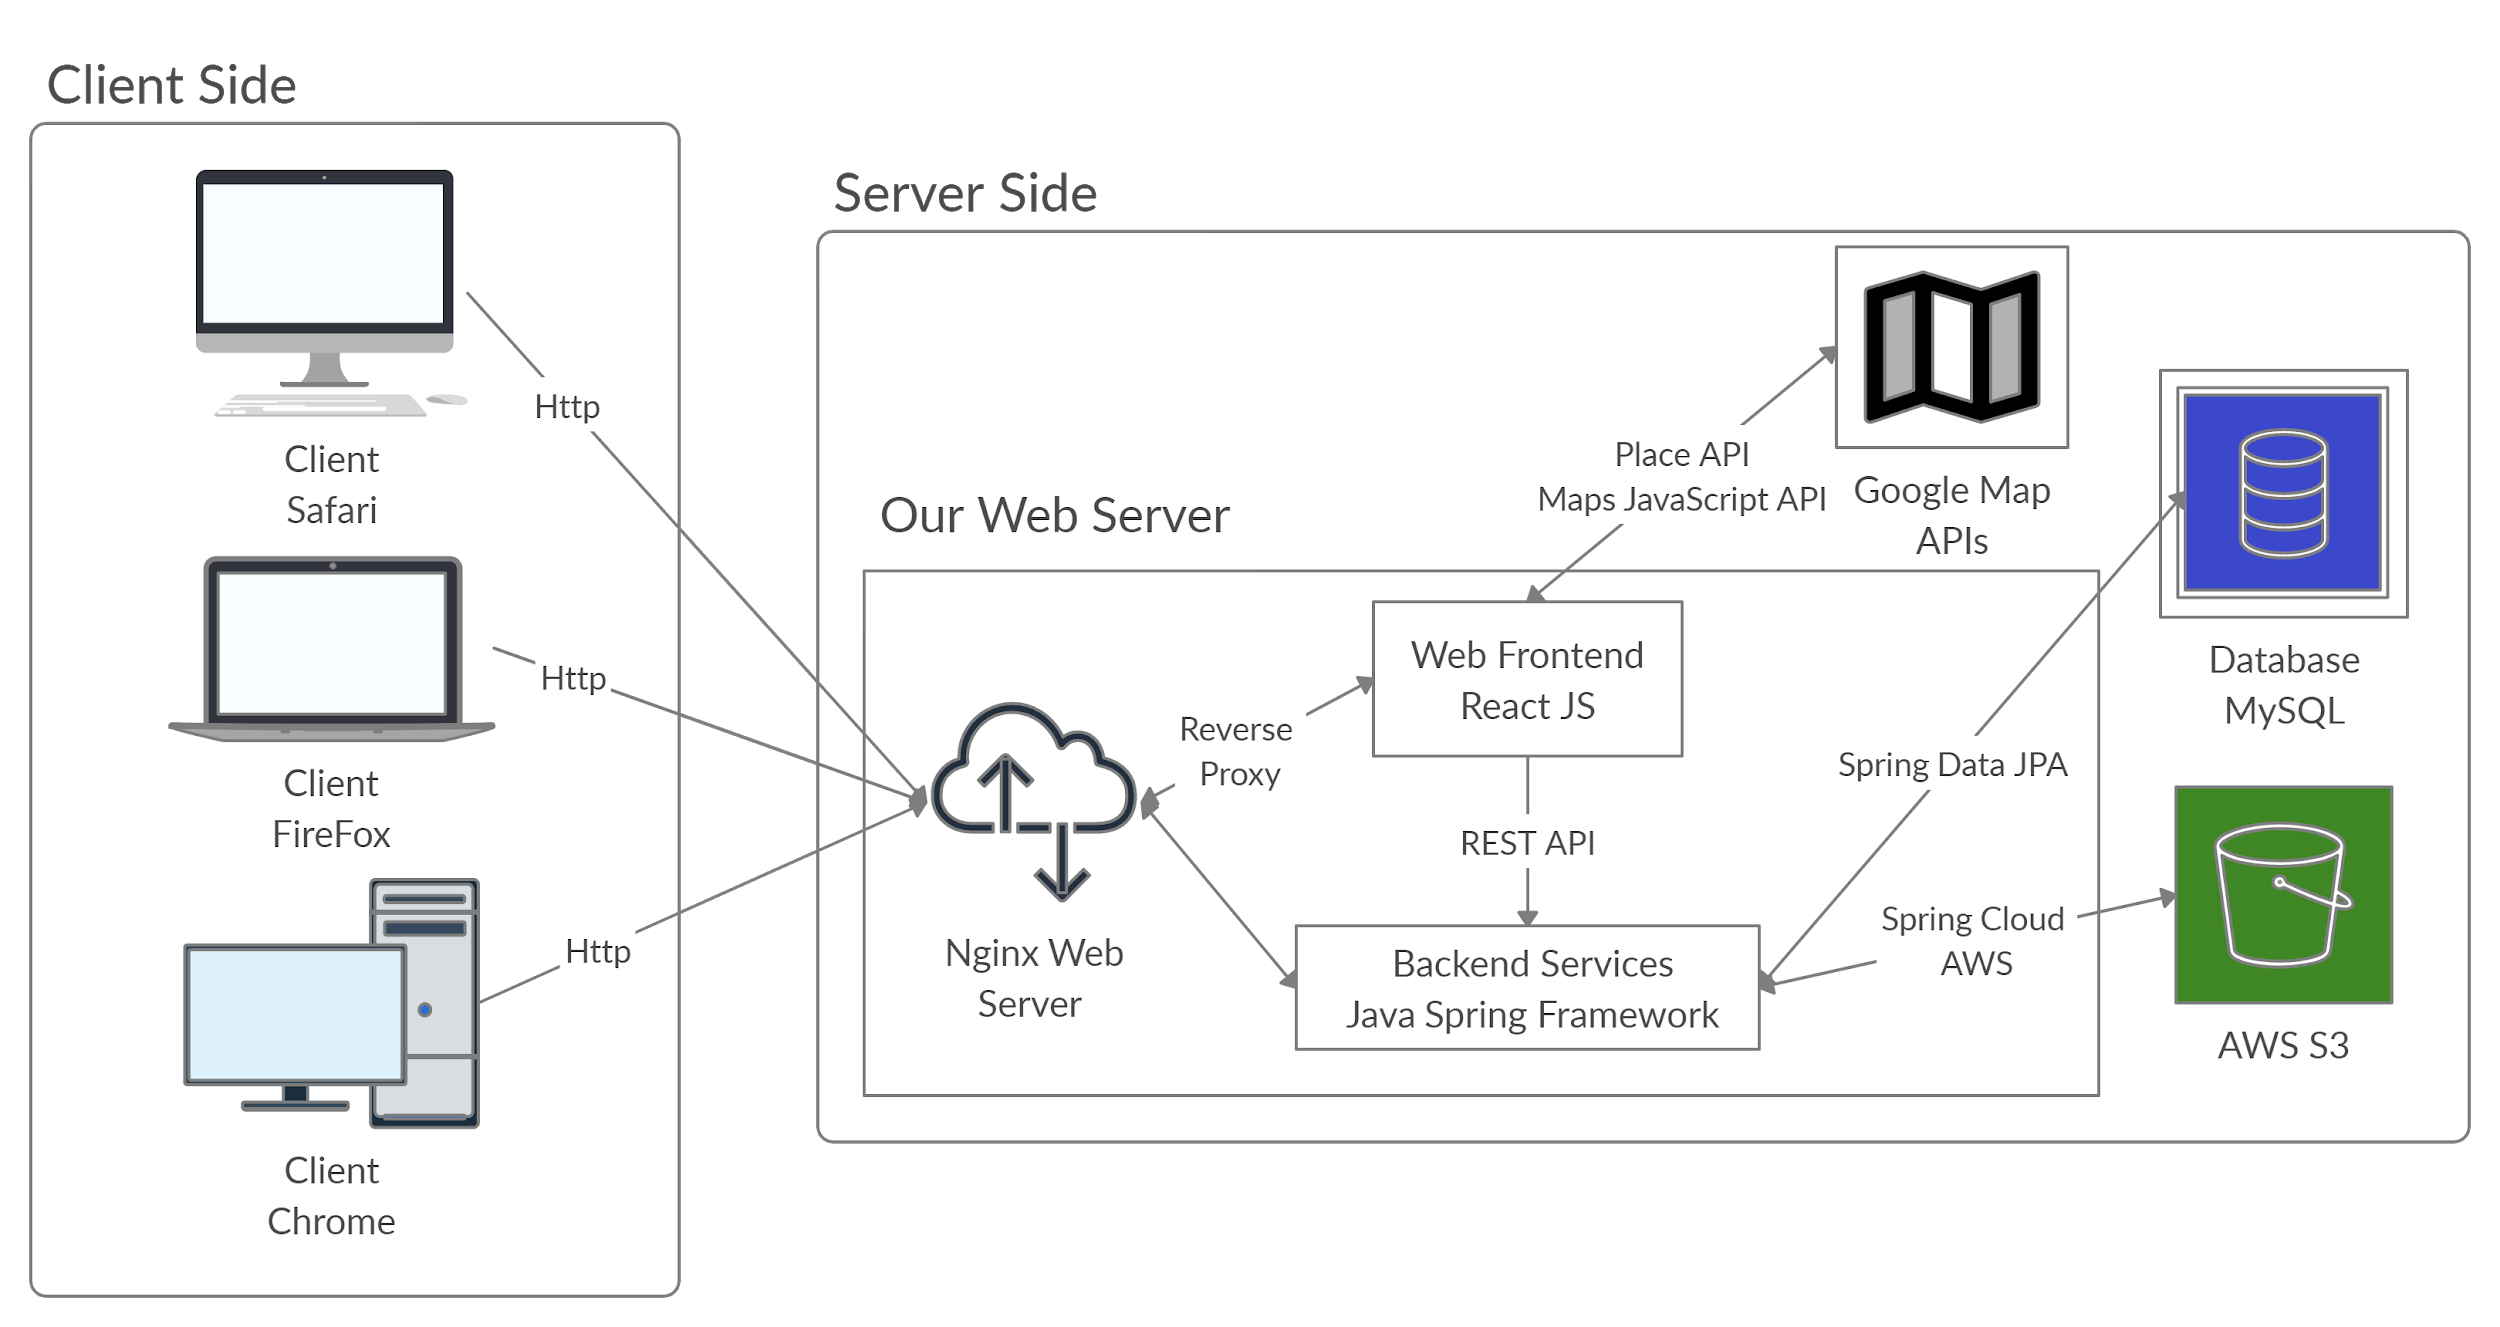 Client Side
Http
Client
Safari
Http
Client
FireFox
Http
Client
Chrome
Server Side
Our Web Server
Place API
Maps JavaScript API
Google Map
APIs
Web Frontend
React JS
Reverse
Proxy
Nginx Web
Server
REST API
Backend Services
Java Spring Framework
Spring Data JPA
Spring Cloud
AWS
Database
MySQL
AWS S3